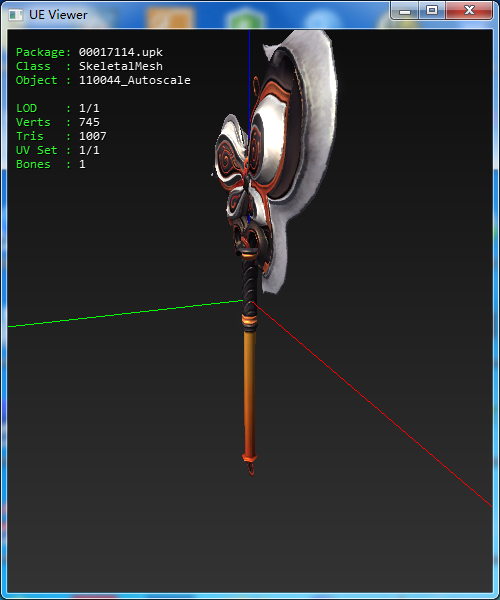 UE Viewer
Package: 00017114.upk
Class : SkeletalMesh
Object : 110044_Autoscale
LOD : 1/1
Verts : 745
Tris : 1007
UV Set : 1/1
Bones : 1